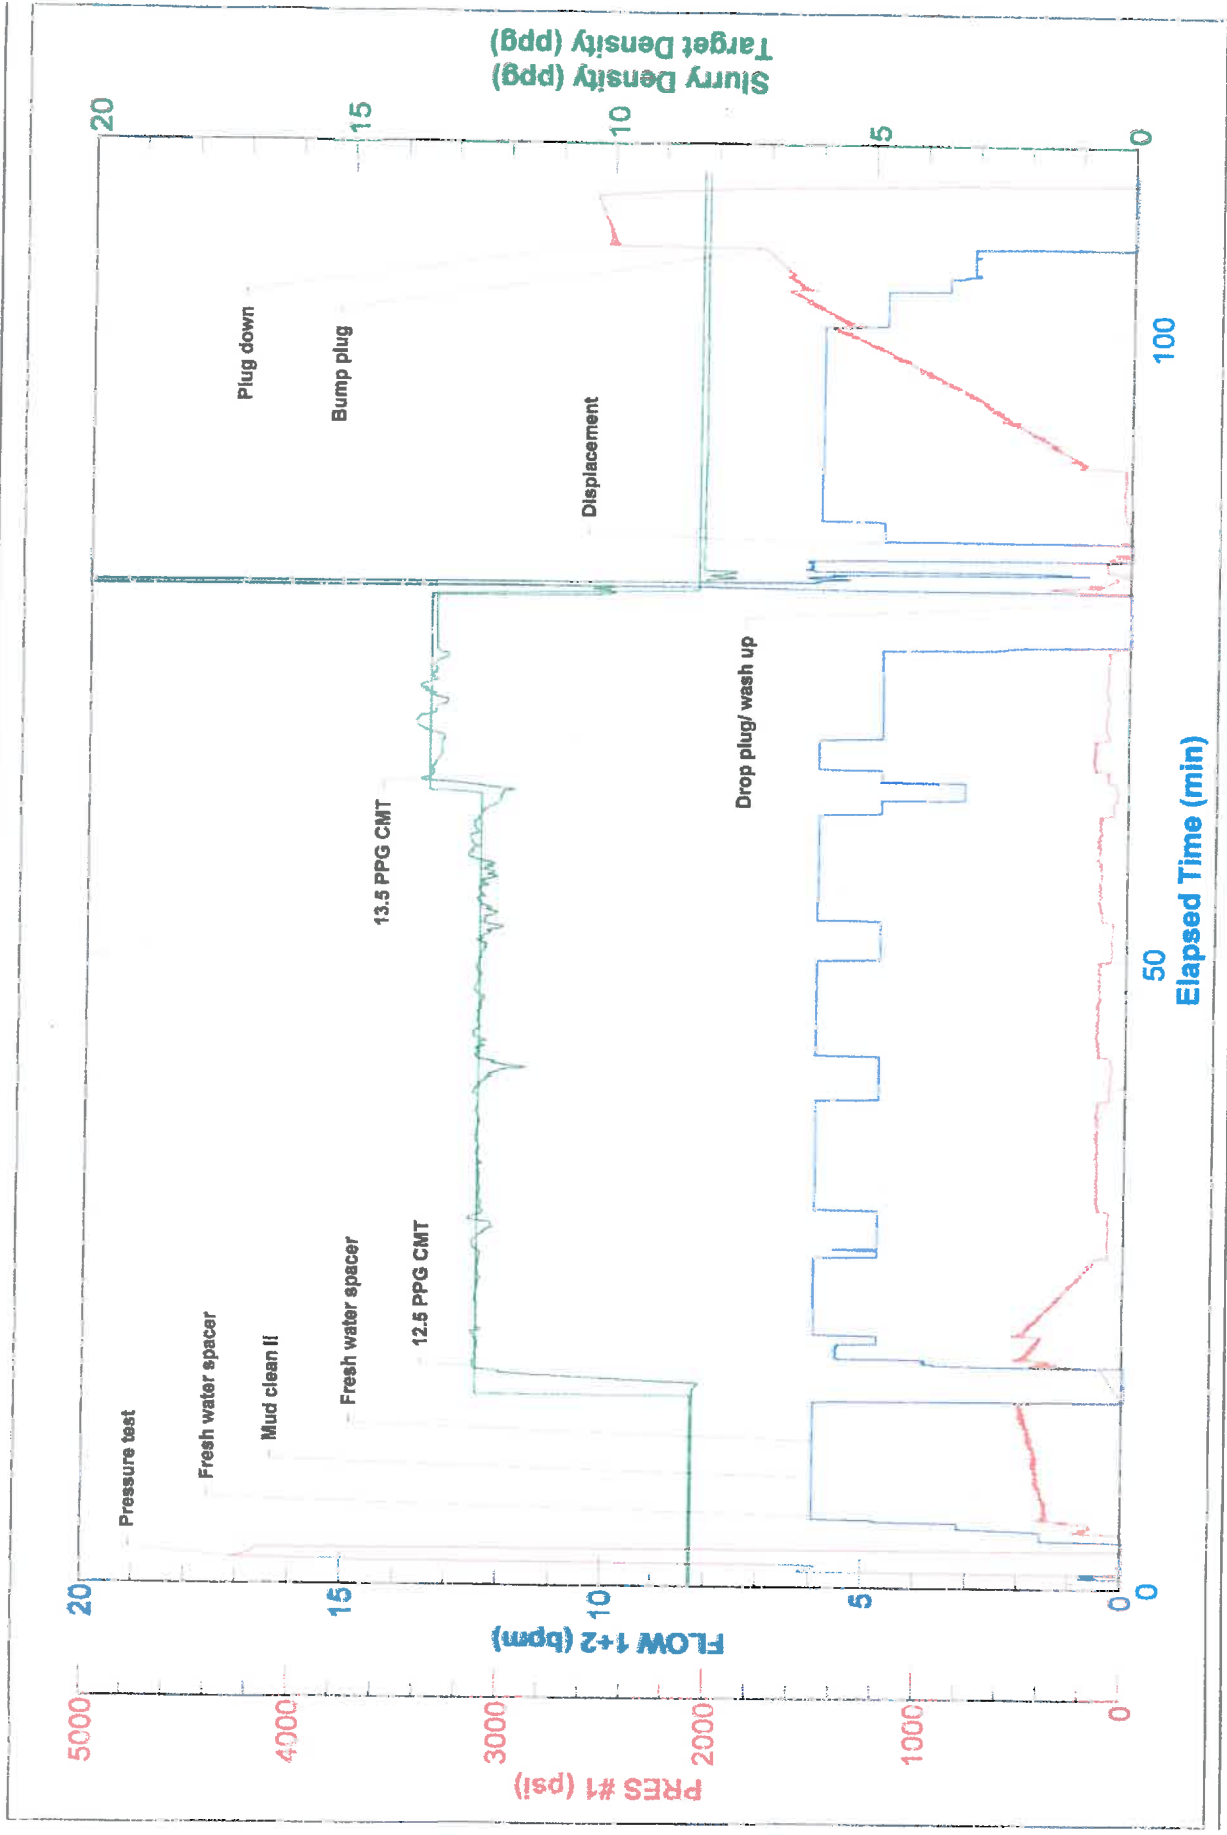 PRES #1 (psi)
5000
4000
3000
2000
1000
0
FLOW 1+2 (bpm)
20
15
10
5
0
Pressure test
Fresh water spacer
Mud clean II
Fresh water spacer
12.5 PPG CMT
13.5 PPG CMT
Drop plug/ wash up
Displacement
Plug down
Bump plug
0
50
100
Elapsed Time (min)
20
15
10
5
0
Slurry Density (ppg)
Target Density (ppg)